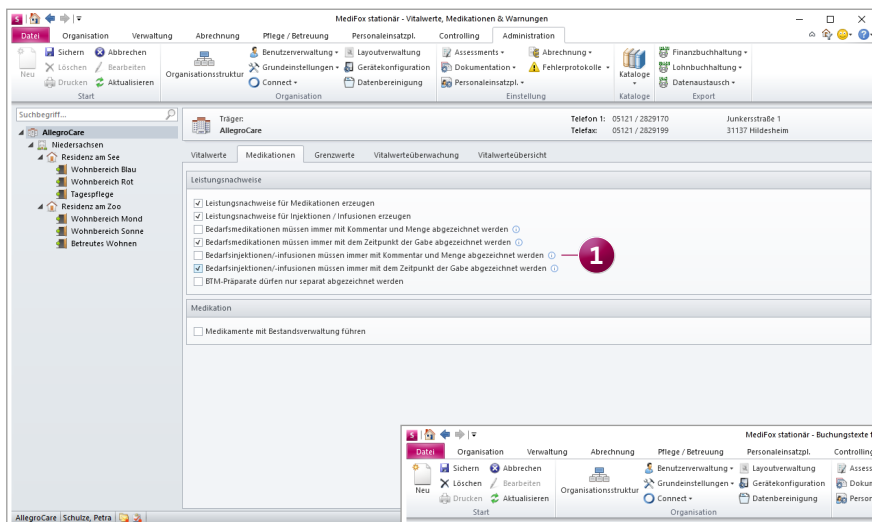 MediFox stationär - Vitalwerte, Medikationen & Warnungen
Datei Organisation Verwaltung Abrechnung Pflege / Betreuung Personaleinsatzpl. Controlling Administration
Neu
Sichern Abbrechen
Löschen Bearbeiten
Drucken Aktualisieren
Start
Organisationsstruktur
Benutzerverwaltung Layoutverwaltung
Grundeinstellungen Gerätekonfiguration
Connect Datenbereinigung
Organisation
Assessments Abrechnung
Dokumentation Fehlerprotokolle
Personaleinsatzpl.
Einstellung
Kataloge
Kataloge
Finanzbuchhaltung
Lohnbuchhaltung
Datenaustausch
Export
Suchbegriff...
AllegroCare
Niedersachsen
Residenz am See
Wohnbereich Blau
Wohnbereich Rot
Tagespflege
Residenz am Zoo
Wohnbereich Mond
Wohnbereich Sonne
Betreutes Wohnen
Träger: Telefon 1: 05121 / 2829170 Junkersstraße 1
AllegroCare Telefax: 05121 / 2829199 31137 Hildesheim
Vitalwerte Medikationen Grenzwerte Vitalwerteüberwachung Vitalwerteübersicht
Leistungsnachweise
Leistungsnachweise für Medikationen erzeugen
Leistungsnachweise für Injektionen / Infusionen erzeugen
Bedarfsmedikationen müssen immer mit Kommentar und Menge abgezeichnet werden
Bedarfsmedikationen müssen immer mit dem Zeitpunkt der Gabe abgezeichnet werden
Bedarfsinjektionen/-infusionen müssen immer mit Kommentar und Menge abgezeichnet werden
1
Bedarfsinjektionen/-infusionen müssen immer mit dem Zeitpunkt der Gabe abgezeichnet werden
BTM-Präparate dürfen nur separat abgezeichnet werden
Medikation
Medikamente mit Bestandsverwaltung führen
MediFox stationär - Buchungstexte f
Datei Organisation Verwaltung Abrechnung Pflege / Betreuung Personaleinsatzpl. Controlling
Neu
Sichern Abbrechen
Löschen Bearbeiten
Drucken Aktualisieren
Start
Organisationsstruktur
Benutzerverwaltung Layoutverwaltung
Grundeinstellungen Gerätekonfiguration
Connect Datenbereinigung
Organisation
Assess
Dokum
Person
AllegroCare Schulze, Petra